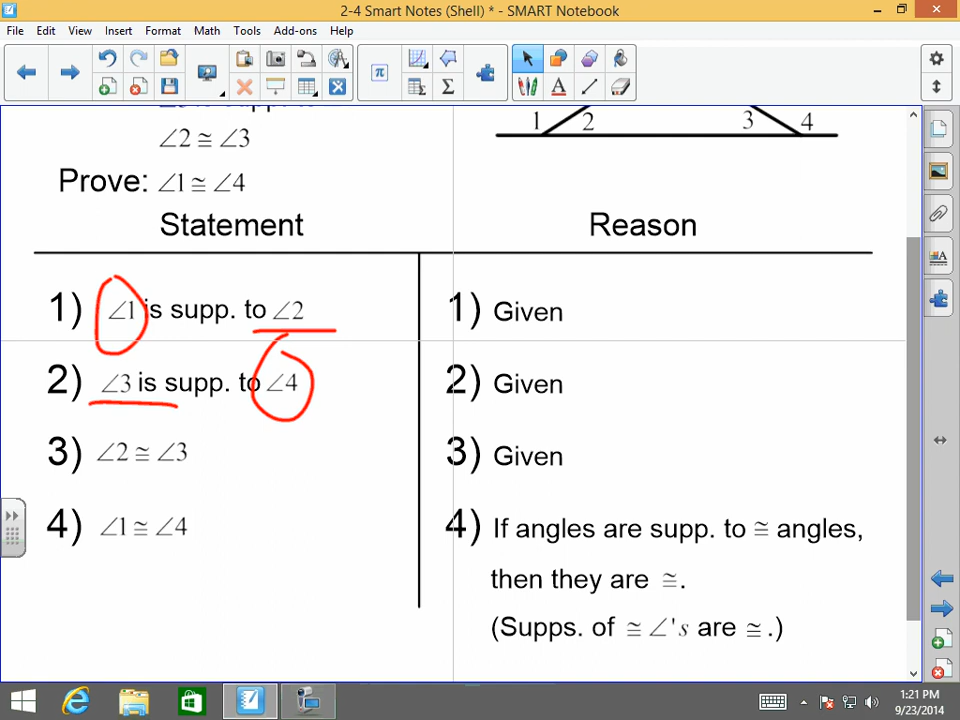 2-4 Smart Notes (Shell) * - SMART Notebook
File Edit View Insert Format Math Tools Add-ons Help
∠2 ≅ ∠3
1 2 3 4
Prove: ∠1 ≅ ∠4
Statement Reason
1) ∠1 is supp. to ∠2 1) Given
2) ∠3 is supp. to ∠4 2) Given
3) ∠2 ≅ ∠3 3) Given
4) ∠1 ≅ ∠4 4) If angles are supp. to ≅ angles,
then they are ≅.
(Supps. of ≅ ∠'s are ≅.)
1:21 PM
9/23/2014